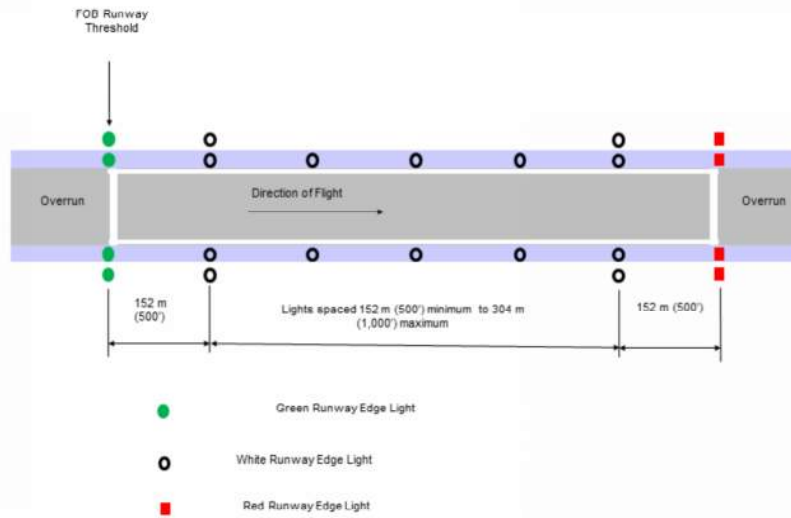 FOB Runway
Threshold
Overrun
Direction of Flight
Overrun
152 m
(500')
Lights spaced 152 m (500') minimum to 304 m
(1,000') maximum
152 m (500')
Green Runway Edge Light
White Runway Edge Light
Red Runway Edge Light